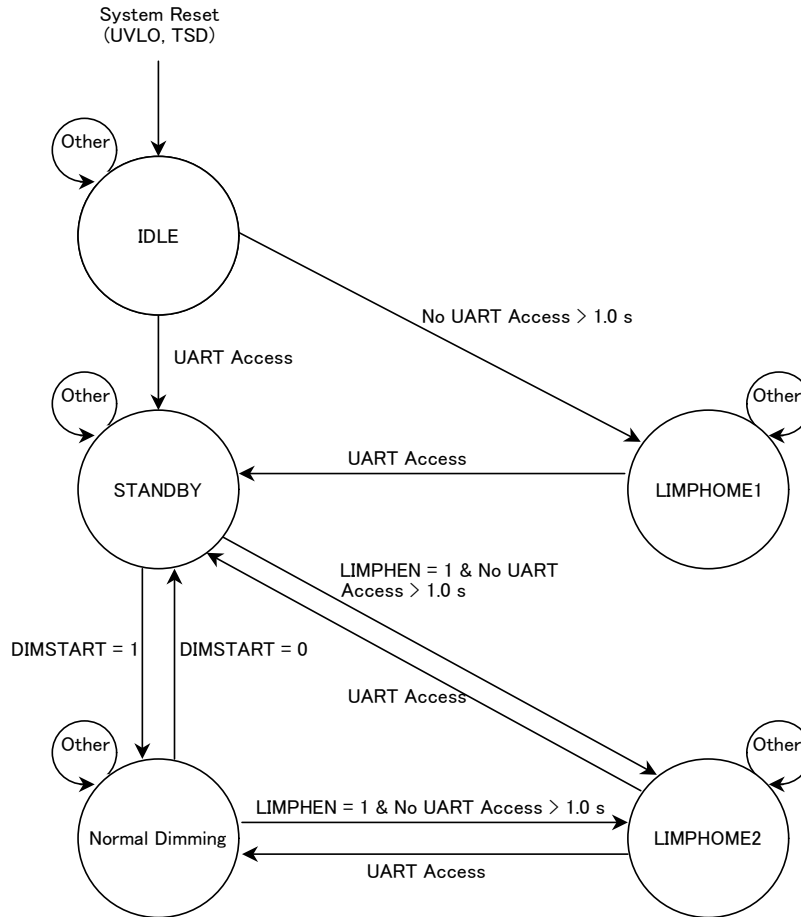 System Reset
(UVLO, TSD)
Other
IDLE
No UART Access > 1.0 s
UART Access
Other
Other
UART Access
STANDBY
LIMPHOME1
LIMPHEN = 1 & No UART
Access > 1.0 s
DIMSTART = 1
DIMSTART = 0
UART Access
Other
Other
LIMPHEN = 1 & No UART Access > 1.0 s
Normal Dimming
LIMPHOME2
UART Access